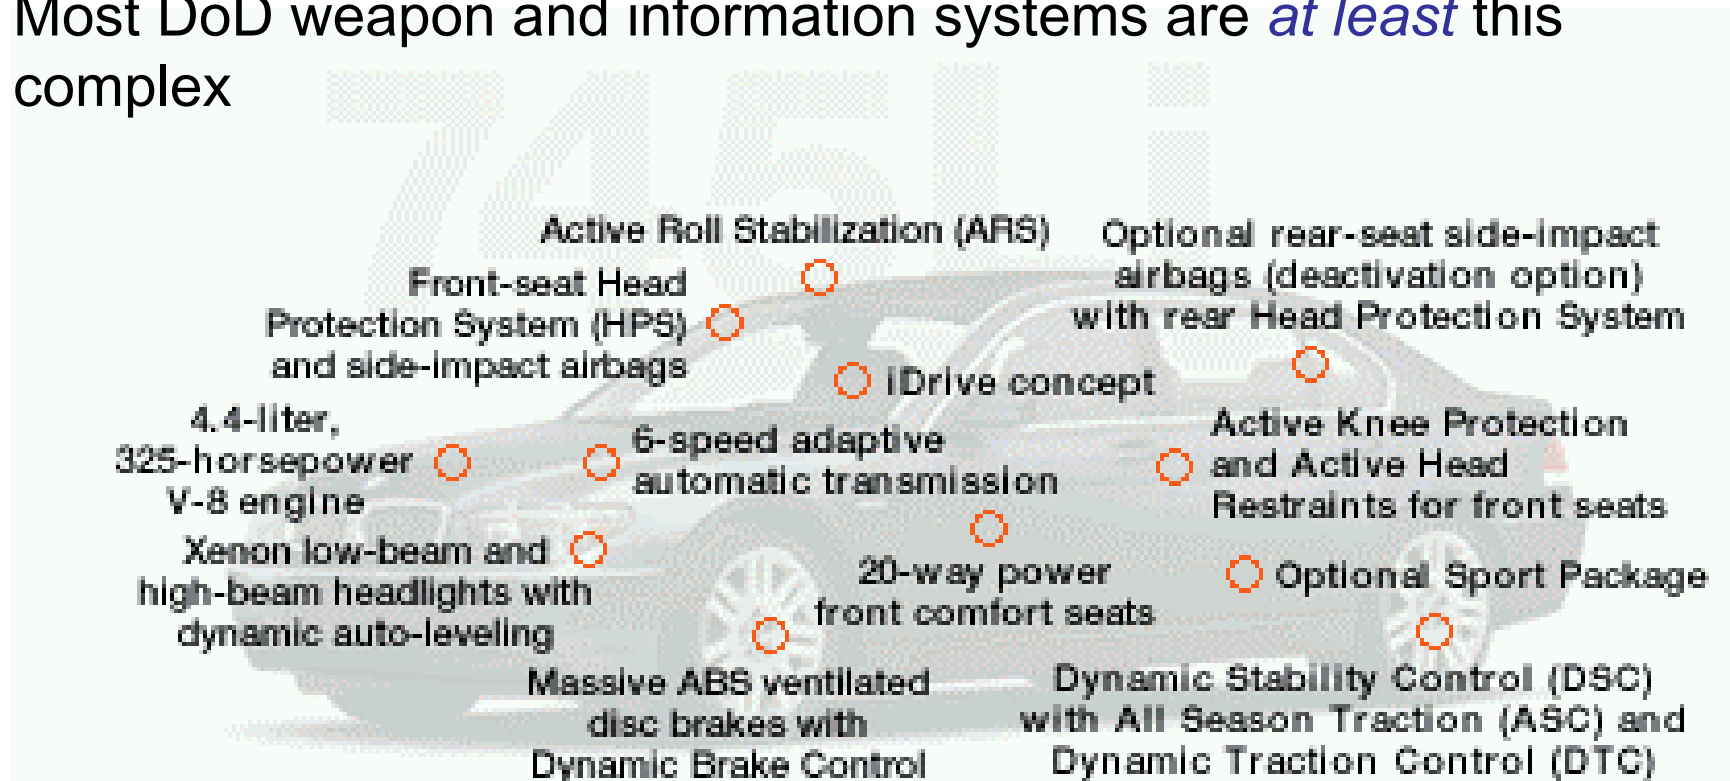 Most DoD weapon and information systems are at least this
complex
745Li
Active Roll Stabilization (ARS)
Optional rear-seat side-impact
airbags (deactivation option)
with rear Head Protection System
Front-seat Head
Protection System (HPS)
and side-impact airbags
iDrive concept
4.4-liter,
325-horsepower
V-8 engine
6-speed adaptive
automatic transmission
Active Knee Protection
and Active Head
Restraints for front seats
Xenon low-beam and
high-beam headlights with
dynamic auto-leveling
20-way power
front comfort seats
Optional Sport Package
Massive ABS ventilated
disc brakes with
Dynamic Brake Control
Dynamic Stability Control (DSC)
with All Season Traction (ASC) and
Dynamic Traction Control (DTC)